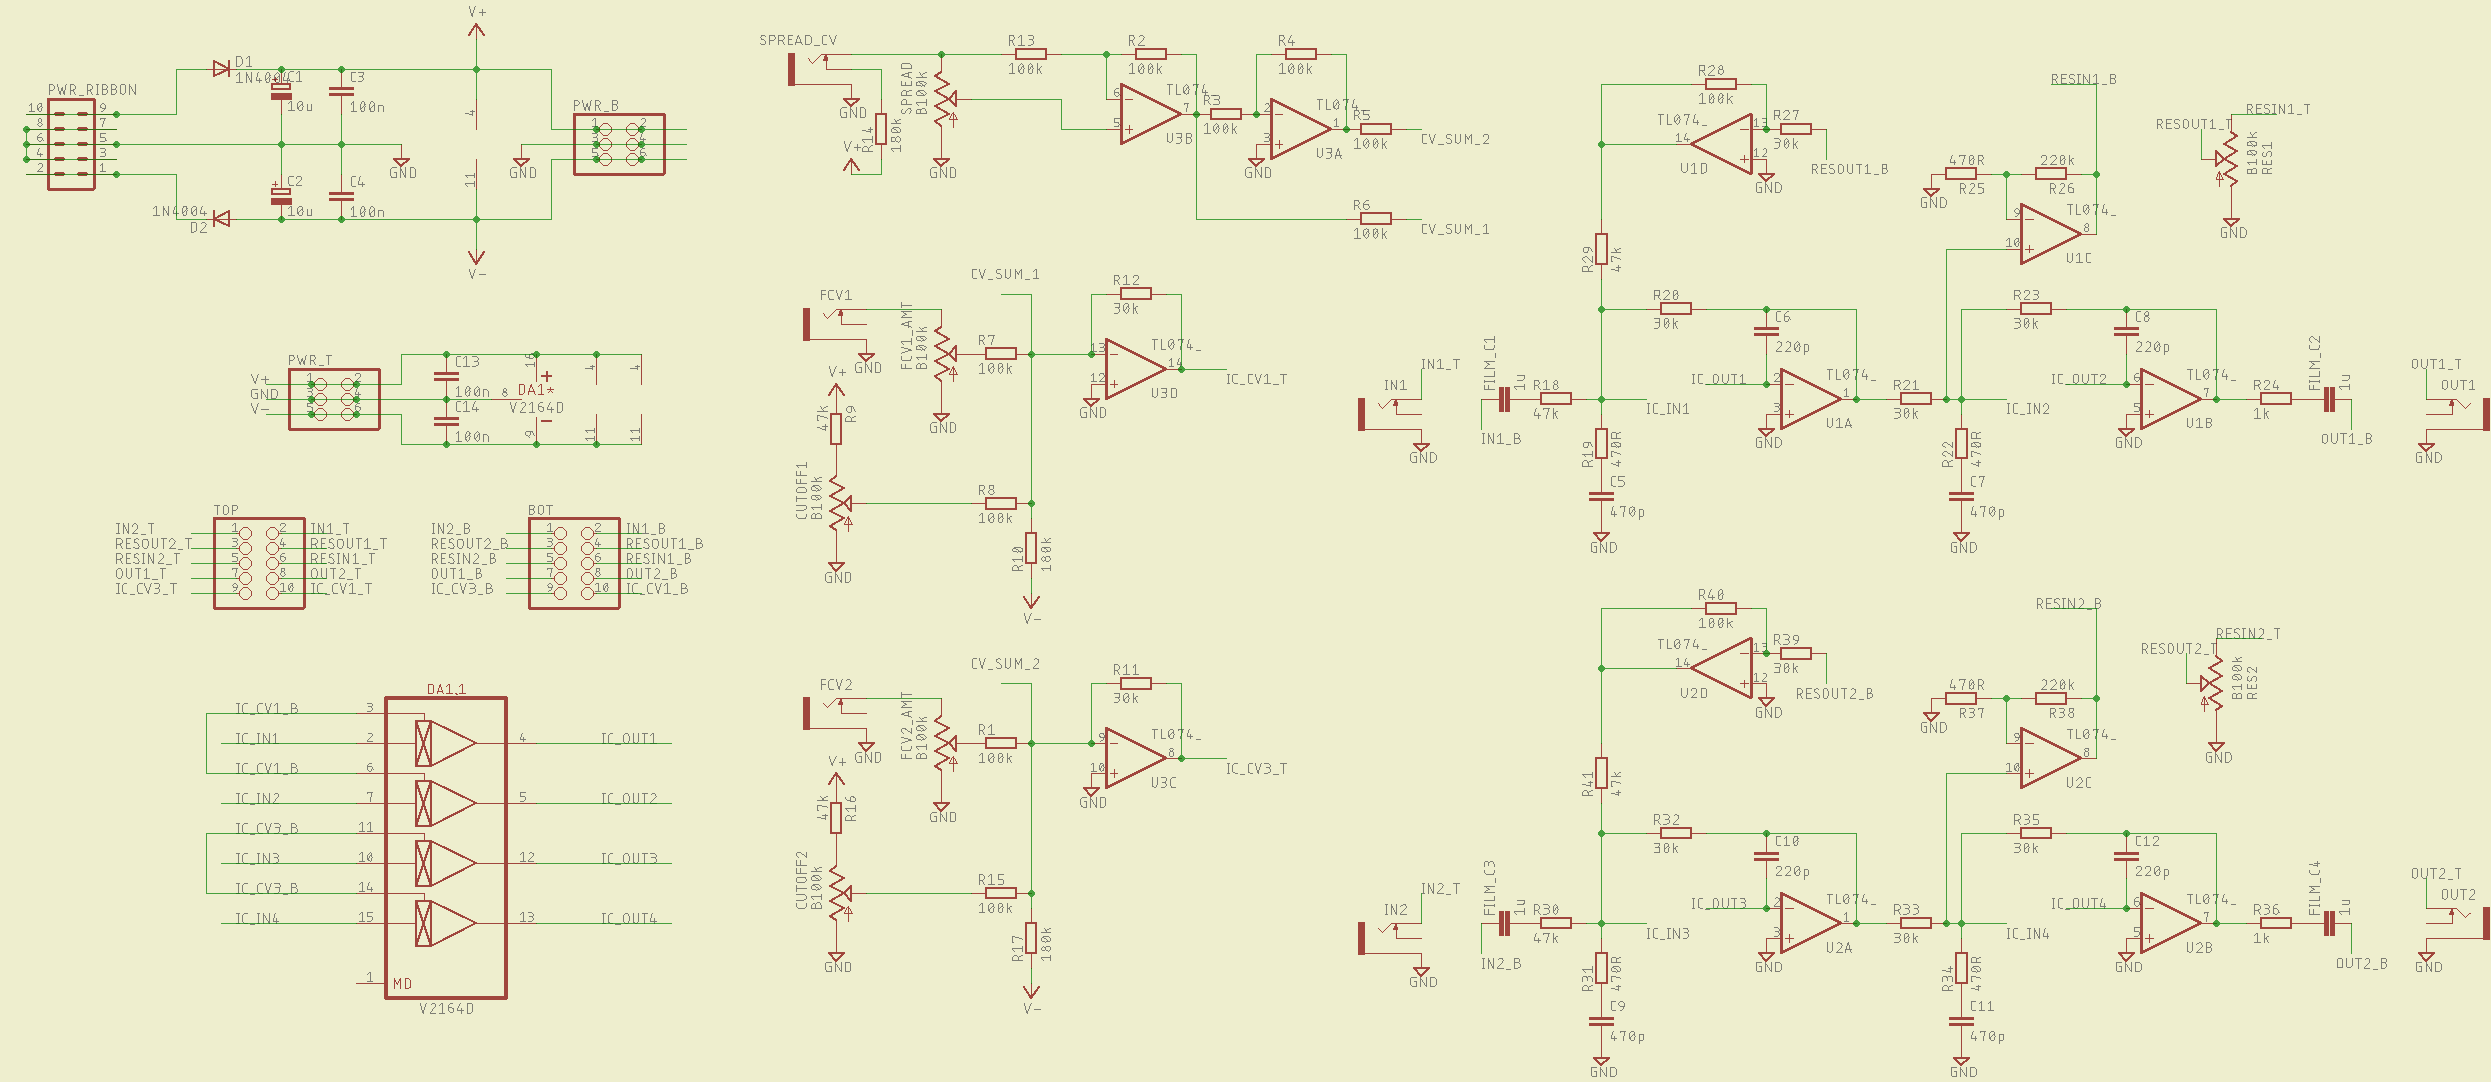 V+
PWR_RIBBON
10 9
8 7
6 5
4 3
2 1
D1
1N4004
C1
10u
C3
100n
C2
10u
C4
100n
1N4004
D2
GND
4
11
V-
GND
PWR_B
1 2
3 4
5 6
PWR_T
V+
GND
V-
1 2
3 4
5 6
C13
100n
C14
100n
16
8
DA1*
V2164D
9
4
11
4
11
TOP
IN2_T 1 2 IN1_T
RESOUT2_T 3 4 RESOUT1_T
RESIN2_T 5 6 RESIN1_T
OUT1_T 7 8 OUT2_T
IC_CV3_T 9 10 IC_CV1_T
BOT
IN2_B 1 2 IN1_B
RESOUT2_B 3 4 RESOUT1_B
RESIN2_B 5 6 RESIN1_B
OUT1_B 7 8 OUT2_B
IC_CV3_B 9 10 IC_CV1_B
DA1.1
IC_CV1_B 3
IC_IN1 2 4 IC_OUT1
IC_CV1_B 6
IC_IN2 7 5 IC_OUT2
IC_CV3_B 11
IC_IN3 10 12 IC_OUT3
IC_CV3_B 14
IC_IN4 15 13 IC_OUT4
1 MD
V2164D
SPREAD_CV
GND
V+
R14
180k
SPREAD
B100k
GND
R13
100k
R2
100k
6
5
7
TL074_
U3B
R3
100k
R4
100k
2
3
1
TL074_
U3A
GND
R5
100k
CV_SUM_2
R6
100k
CV_SUM_1
FCV1
GND
FCV1_AMT
B100k
GND
CV_SUM_1
R7
100k
R12
30k
13
12
14
TL074_
U3D
GND
IC_CV1_T
V+
47k
R9
CUTOFF1
B100k
GND
R8
100k
R10
180k
V-
FCV2
GND
FCV2_AMT
B100k
GND
CV_SUM_2
R1
100k
R11
30k
9
10
8
TL074_
U3C
GND
IC_CV3_T
V+
47k
R16
CUTOFF2
B100k
GND
R15
100k
R17
180k
V-
R28
100k
TL074_
14
13
12
U1D
GND
R27
30k
RESOUT1_B
R29
47k
R20
30k
C6
220p
IN1_T
IN1
GND
FILM_C1
1u
IN1_B
R18
47k
IC_IN1
R19
470R
C5
470p
GND
IC_OUT1
2
3
1
TL074_
U1A
GND
R21
30k
RESIN1_B
470R
R25
GND
220k
R26
9
10
8
TL074_
U1C
R23
30k
C8
220p
IC_IN2
R22
470R
C7
470p
GND
IC_OUT2
6
5
7
TL074_
U1B
GND
R24
1k
FILM_C2
1u
OUT1_B
RESIN1_T
RESOUT1_T
B100k
RES1
GND
OUT1_T
OUT1
GND
R40
100k
TL074_
14
13
12
U2D
GND
R39
30k
RESOUT2_B
R41
47k
R32
30k
C10
220p
IN2_T
IN2
GND
FILM_C3
1u
IN2_B
R30
47k
IC_IN3
R31
470R
C9
470p
GND
IC_OUT3
2
3
1
TL074_
U2A
GND
R33
30k
RESIN2_B
470R
R37
GND
220k
R38
9
10
8
TL074_
U2C
R35
30k
C12
220p
IC_IN4
R34
470R
C11
470p
GND
IC_OUT4
6
5
7
TL074_
U2B
GND
R36
1k
FILM_C4
1u
OUT2_B
RESIN2_T
RESOUT2_T
B100k
RES2
GND
OUT2_T
OUT2
GND